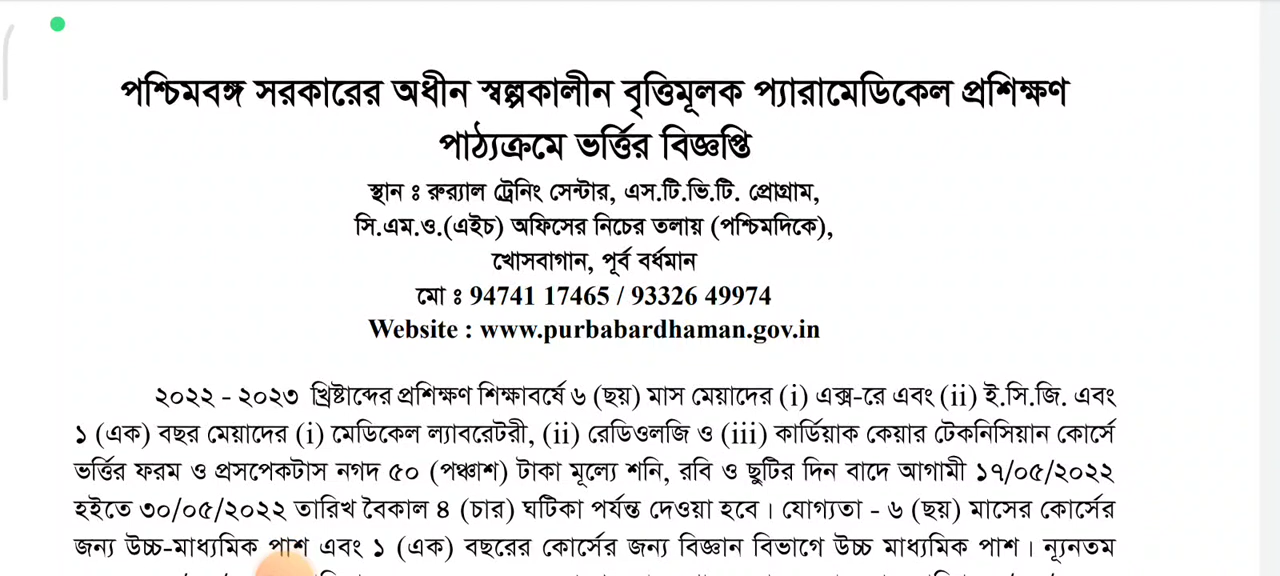 পশ্চিমবঙ্গ সরকারের অধীন স্বল্পকালীন বৃত্তিমূলক প্যারামেডিকেল প্রশিক্ষণ
পাঠ্যক্রমে ভর্ত্তির বিজ্ঞপ্তি
স্থান ঃ রুর‍্যাল ট্রেনিং সেন্টার, এস.টি.ভি.টি. প্রোগ্রাম,
সি.এম.ও.(এইচ) অফিসের নিচের তলায় (পশ্চিমদিকে),
খোসবাগান, পূর্ব বর্ধমান
মো ঃ 94741 17465 / 93326 49974
Website : www.purbabardhaman.gov.in
২০২২ - ২০২৩ খ্রিষ্টাব্দের প্রশিক্ষণ শিক্ষাবর্ষে ৬ (ছয়) মাস মেয়াদের (i) এক্স-রে এবং (ii) ই.সি.জি. এবং
১ (এক) বছর মেয়াদের (i) মেডিকেল ল্যাবরেটরী, (ii) রেডিওলজি ও (iii) কার্ডিয়াক কেয়ার টেকনিসিয়ান কোর্সে
ভর্ত্তির ফরম ও প্রসপেকটাস নগদ ৫০ (পঞ্চাশ) টাকা মূল্যে শনি, রবি ও ছুটির দিন বাদে আগামী ১৭/০৫/২০২২
হইতে ৩০/০৫/২০২২ তারিখ বৈকাল ৪ (চার) ঘটিকা পর্যন্ত দেওয়া হবে। যোগ্যতা - ৬ (ছয়) মাসের কোর্সের
জন্য উচ্চ-মাধ্যমিক পাশ এবং ১ (এক) বছরের কোর্সের জন্য বিজ্ঞান বিভাগে উচ্চ মাধ্যমিক পাশ। ন্যূনতম